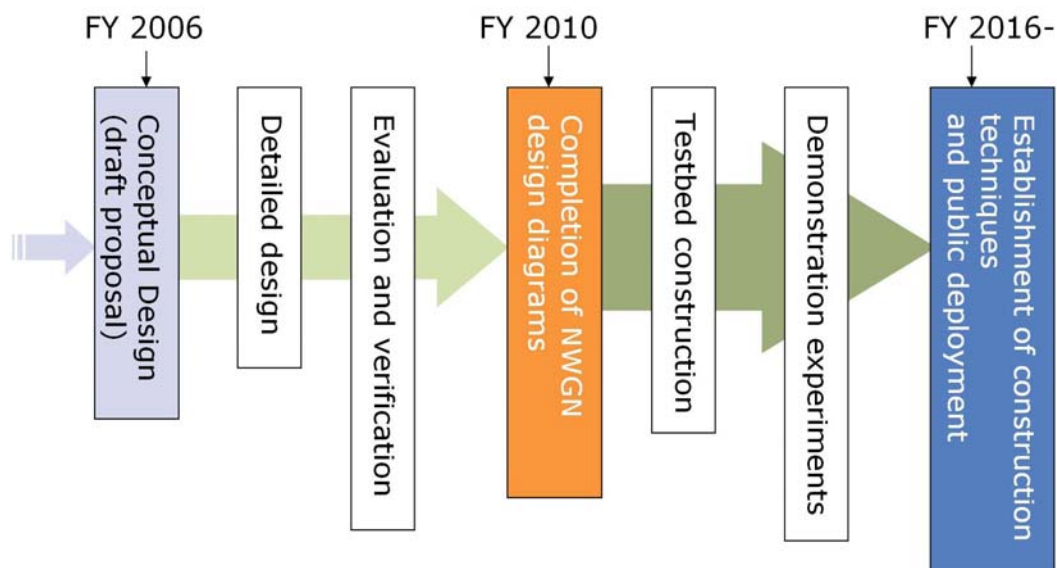 FY 2006
FY 2010
FY 2016-
Conceptual Design
(draft proposal)
Detailed design
Evaluation and verification
Completion of NWGN
design diagrams
Testbed construction
Demonstration experiments
Establishment of construction
techniques
and public deployment